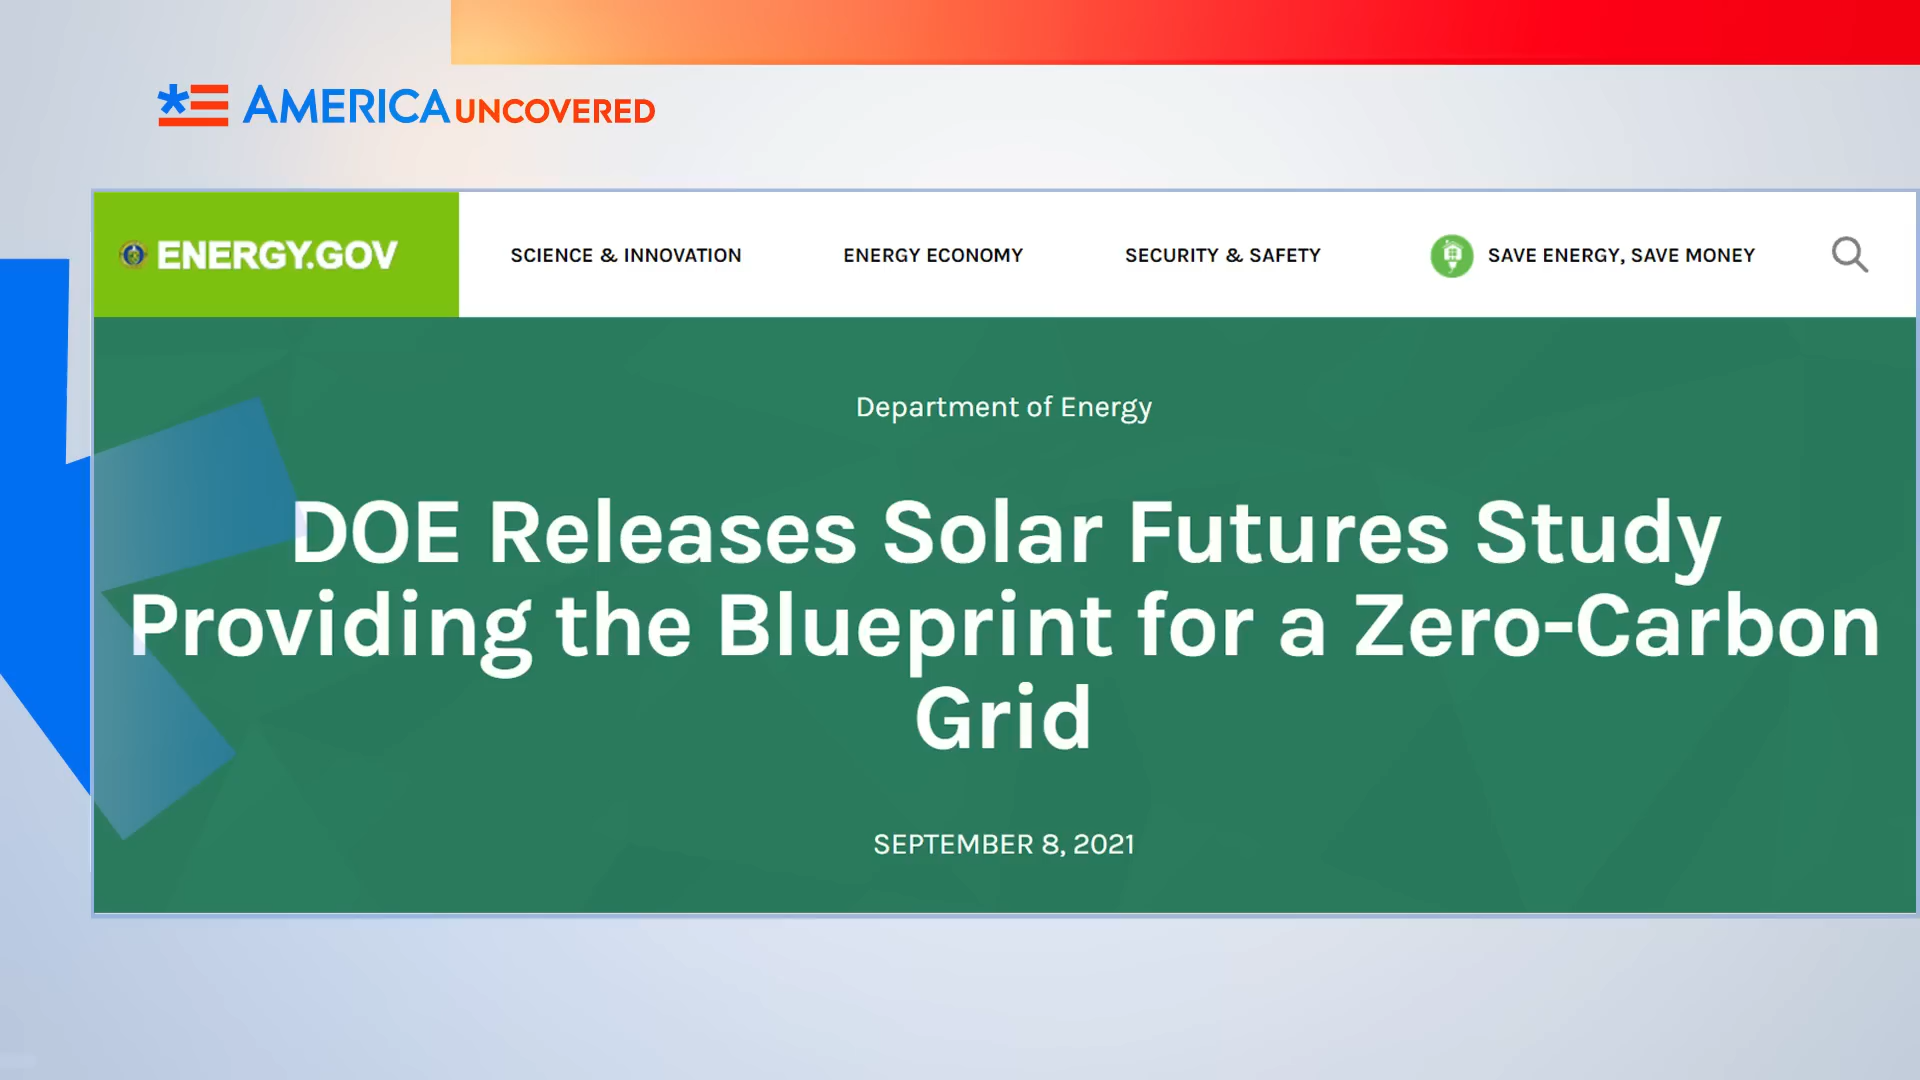 AMERICA UNCOVERED
ENERGY.GOV
SCIENCE & INNOVATION
ENERGY ECONOMY
SECURITY & SAFETY
SAVE ENERGY, SAVE MONEY
Department of Energy
DOE Releases Solar Futures Study
Providing the Blueprint for a Zero-Carbon
Grid
SEPTEMBER 8, 2021